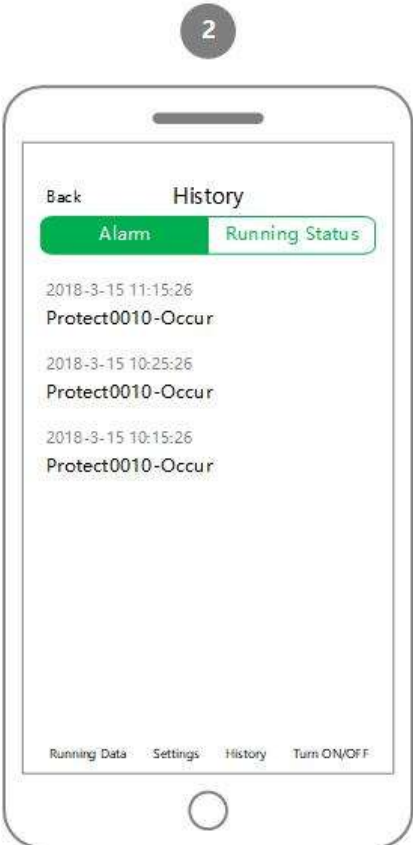 2
Back History
Alarm Running Status
2018-3-15 11:15:26
Protect0010-Occur
2018-3-15 10:25:26
Protect0010-Occur
2018-3-15 10:15:26
Protect0010-Occur
Running Data Settings History Turn ON/OFF